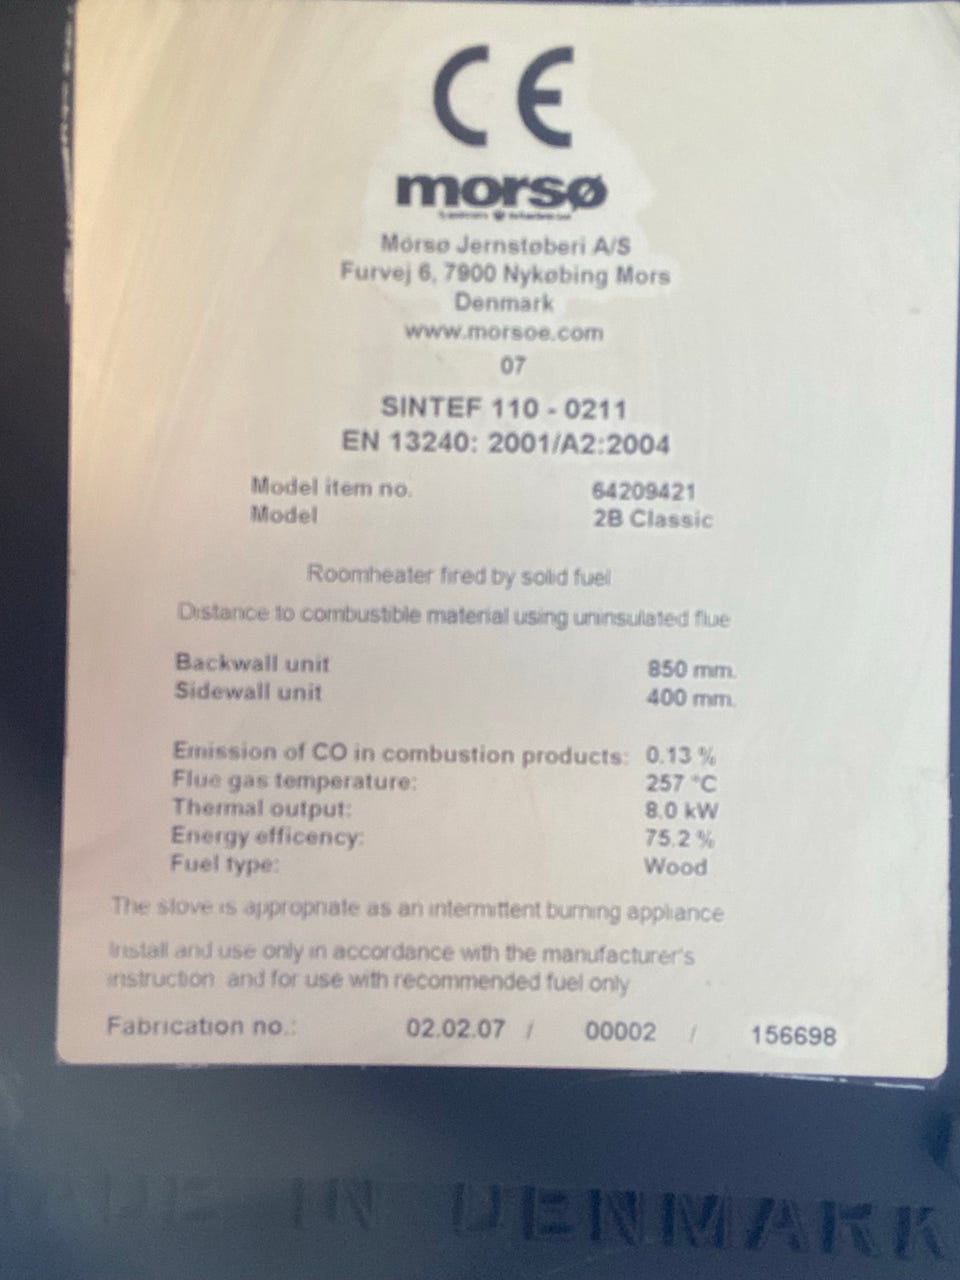 CE
morsø
Morsø Jernstøberi A/S
Furvej 6, 7900 Nykøbing Mors
Denmark
www.morsoe.com
07
SINTEF 110 - 0211
EN 13240: 2001/A2:2004
Model item no. 64209421
Model 2B Classic
Roomheater fired by solid fuel
Distance to combustible material using uninsulated flue
Backwall unit 850 mm.
Sidewall unit 400 mm.
Emission of CO in combustion products: 0.13 %
Flue gas temperature: 257 °C
Thermal output: 8.0 kW
Energy efficency: 75.2 %
Fuel type: Wood
The stove is appropriate as an intermittent burning appliance
Install and use only in accordance with the manufacturer's
instruction and for use with recommended fuel only
Fabrication no.: 02.02.07 / 00002 / 156698
MADE IN DENMARK